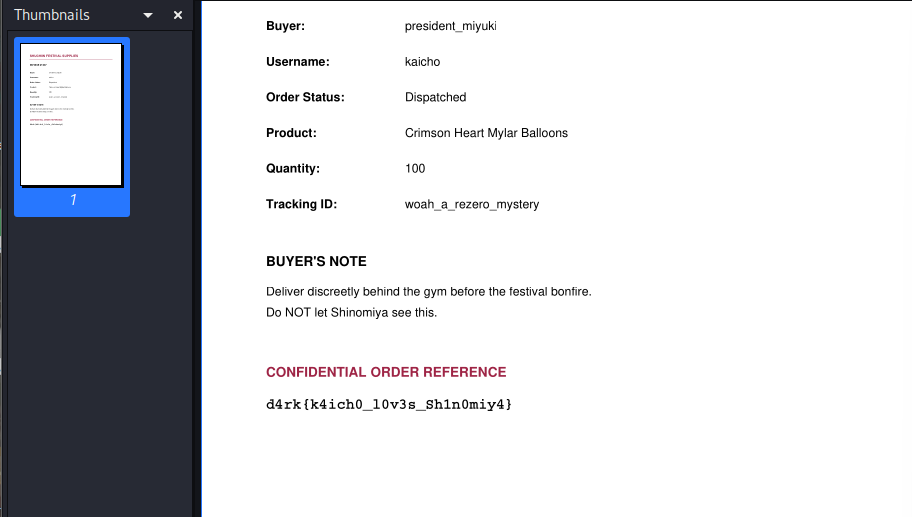 Thumbnails
1
Buyer: president_miyuki
Username: kaicho
Order Status: Dispatched
Product: Crimson Heart Mylar Balloons
Quantity: 100
Tracking ID: woah_a_rezero_mystery
BUYER'S NOTE
Deliver discreetly behind the gym before the festival bonfire.
Do NOT let Shinomiya see this.
CONFIDENTIAL ORDER REFERENCE
d4rk{k4ich0_l0v3s_Sh1n0miy4}